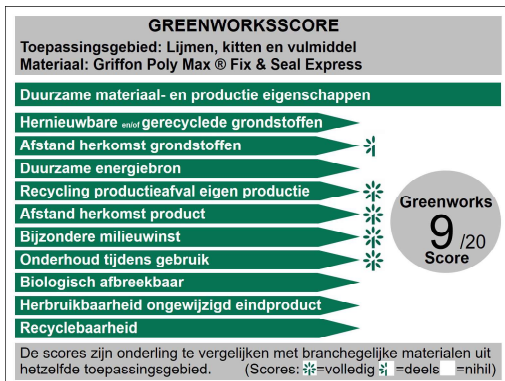 GREENWORKSSCORE
Toepassingsgebied: Lijmen, kitten en vulmiddel
Materiaal: Griffon Poly Max ® Fix & Seal Express
Duurzame materiaal- en productie eigenschappen
Hernieuwbare en/of gerecyclede grondstoffen
Afstand herkomst grondstoffen
Duurzame energiebron
Recycling productieafval eigen productie
Afstand herkomst product
Bijzondere milieuwinst
Onderhoud tijdens gebruik
Biologisch afbreekbaar
Herbruikbaarheid ongewijzigd eindproduct
Recyclebaarheid
Greenworks
9 /20
Score
De scores zijn onderling te vergelijken met branchegelijke materialen uit
hetzelfde toepassingsgebied. (Scores: =volledig =deels =nihil)